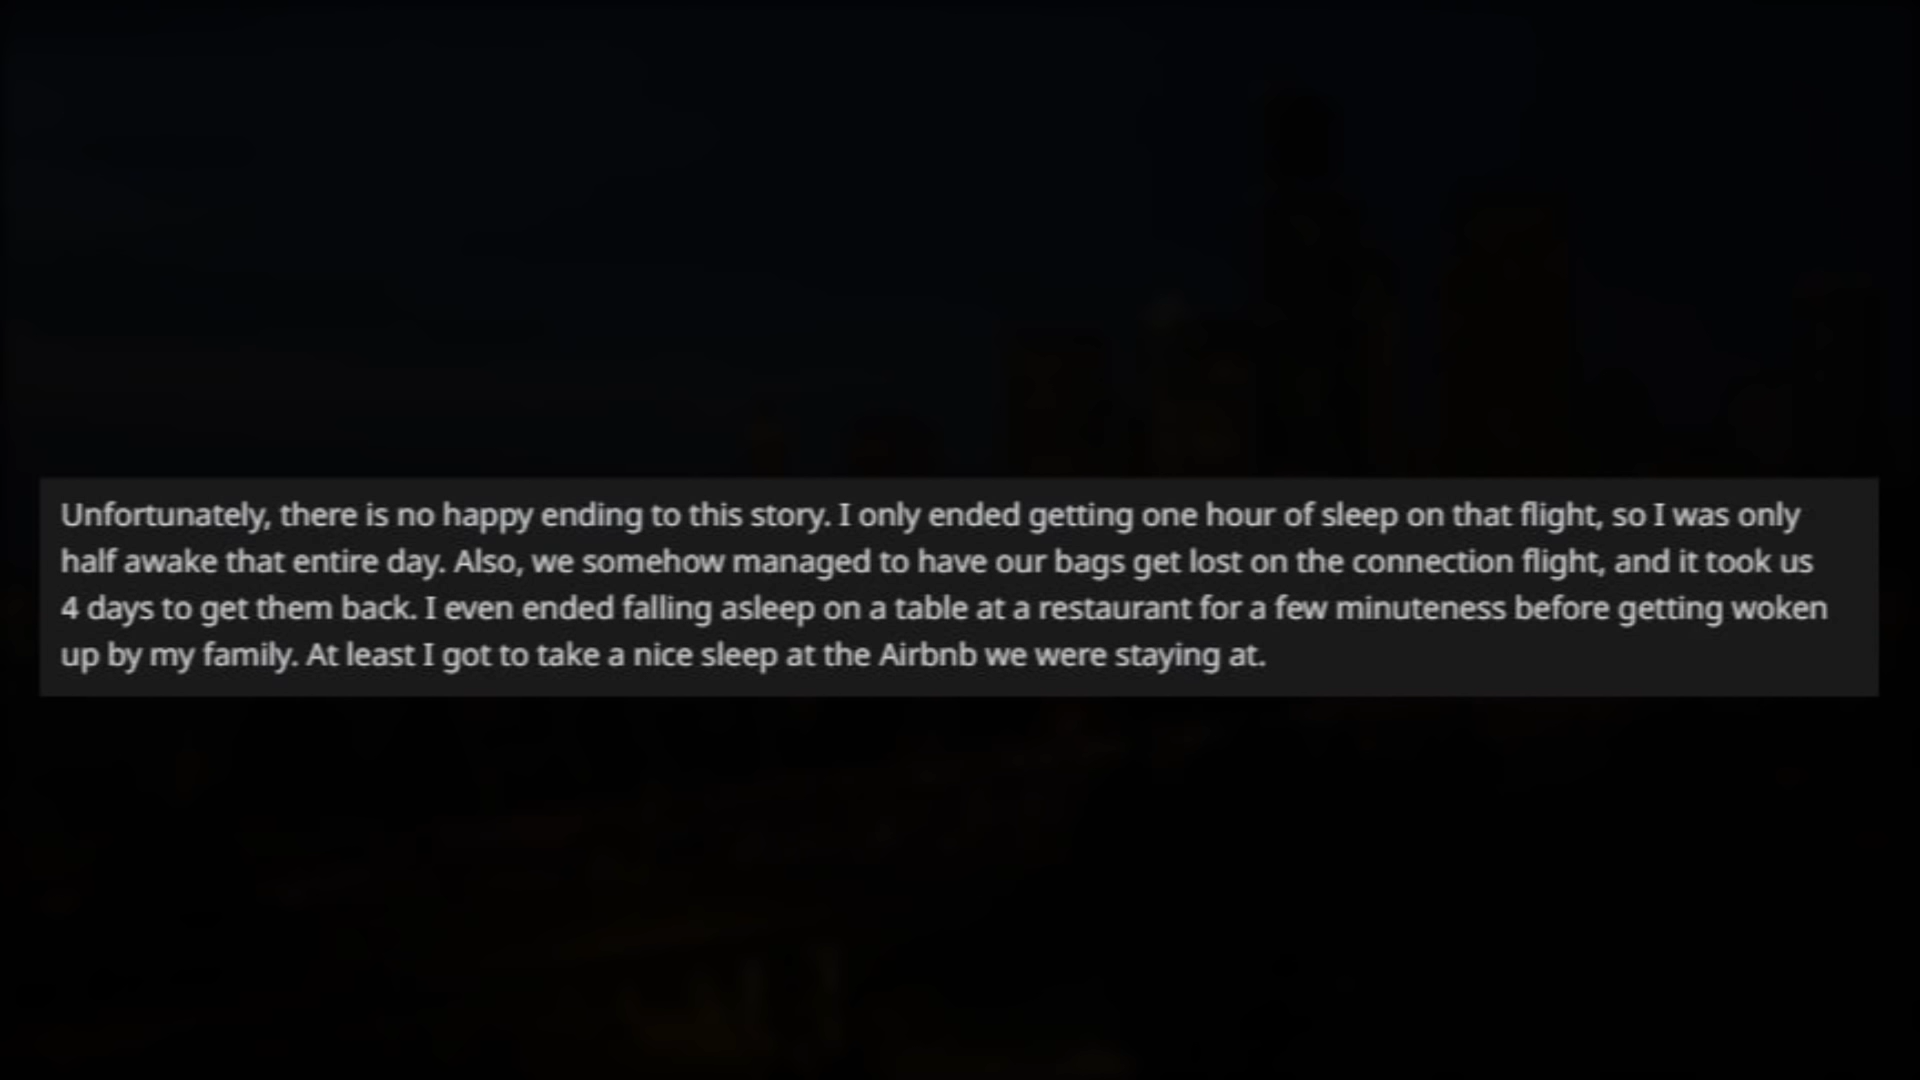 Unfortunately, there is no happy ending to this story. I only ended getting one hour of sleep on that flight, so I was only
half awake that entire day. Also, we somehow managed to have our bags get lost on the connection flight, and it took us
4 days to get them back. I even ended falling asleep on a table at a restaurant for a few minuteness before getting woken
up by my family. At least I got to take a nice sleep at the Airbnb we were staying at.